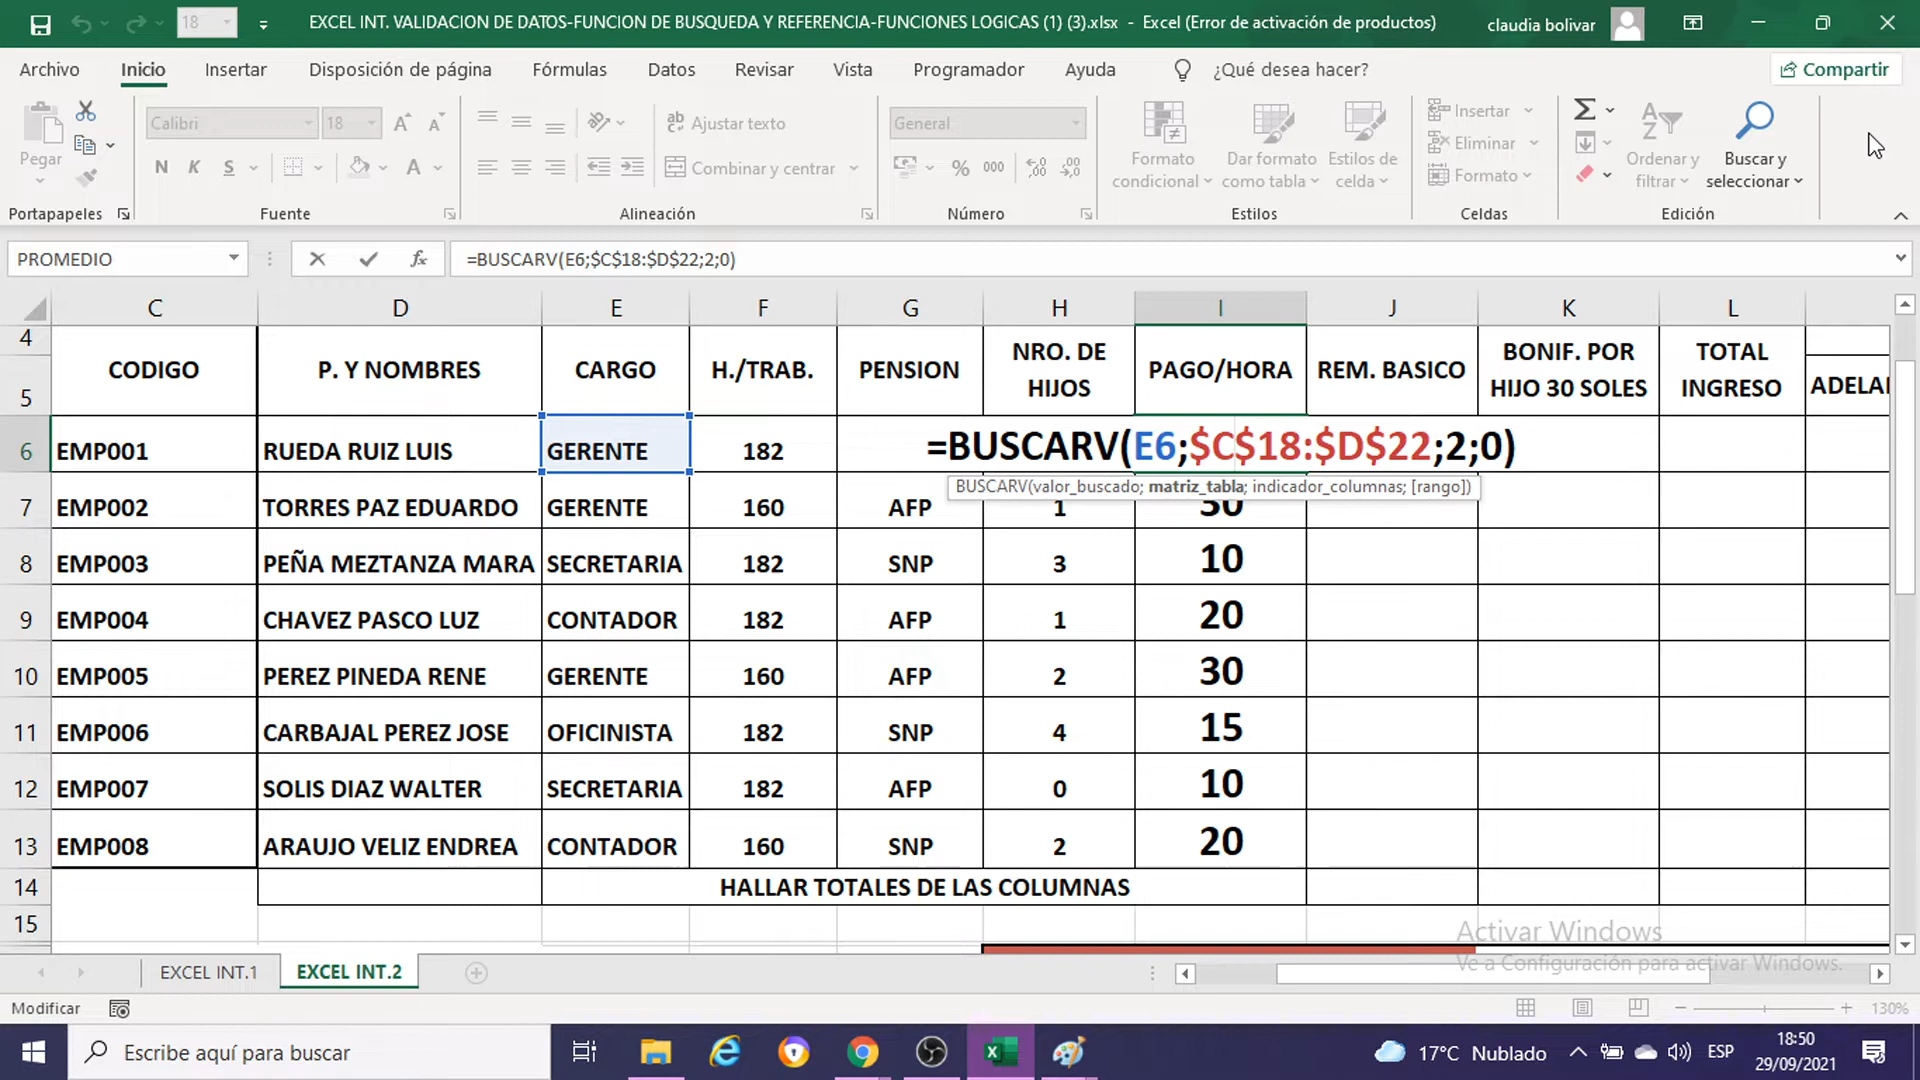 18
EXCEL INT. VALIDACION DE DATOS-FUNCION DE BUSQUEDA Y REFERENCIA-FUNCIONES LOGICAS (1) (3).xlsx - Excel (Error de activación de productos)
claudia bolivar
Archivo Inicio Insertar Disposición de página Fórmulas Datos Revisar Vista Programador Ayuda ¿Qué desea hacer? Compartir
Pegar
Calibri 18
N K S
Ajustar texto
Combinar y centrar
General
% 000
Formato condicional
Dar formato como tabla
Estilos de celda
Insertar
Eliminar
Formato
Ordenar y filtrar
Buscar y seleccionar
Portapapeles Fuente Alineación Número Estilos Celdas Edición
PROMEDIO fx =BUSCARV(E6;$C$18:$D$22;2;0)
C D E F G H I J K L
4
5 CODIGO P. Y NOMBRES CARGO H./TRAB. PENSION NRO. DE HIJOS PAGO/HORA REM. BASICO BONIF. POR HIJO 30 SOLES TOTAL INGRESO ADELA
6 EMP001 RUEDA RUIZ LUIS GERENTE 182 =BUSCARV(E6;$C$18:$D$22;2;0)
BUSCARV(valor_buscado; matriz_tabla; indicador_columnas; [rango])
7 EMP002 TORRES PAZ EDUARDO GERENTE 160 AFP 1 30
8 EMP003 PEÑA MEZTANZA MARA SECRETARIA 182 SNP 3 10
9 EMP004 CHAVEZ PASCO LUZ CONTADOR 182 AFP 1 20
10 EMP005 PEREZ PINEDA RENE GERENTE 160 AFP 2 30
11 EMP006 CARBAJAL PEREZ JOSE OFICINISTA 182 SNP 4 15
12 EMP007 SOLIS DIAZ WALTER SECRETARIA 182 AFP 0 10
13 EMP008 ARAUJO VELIZ ENDREA CONTADOR 160 SNP 2 20
14 HALLAR TOTALES DE LAS COLUMNAS
15
Activar Windows
Ve a Configuración para activar Windows.
EXCEL INT.1 EXCEL INT.2
Modificar 130%
Escribe aquí para buscar
17°C Nublado ESP 18:50
29/09/2021